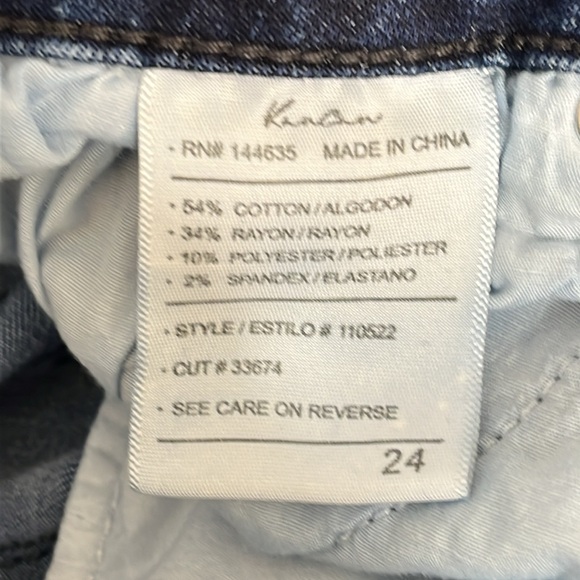 KanCan
• RN# 144635 MADE IN CHINA
• 54% COTTON/ALGODON
• 34% RAYON/RAYON
• 10% POLYESTER/POLIESTER
• 2% SPANDEX/ELASTANO
• STYLE/ESTILO # 110522
• CUT # 33674
• SEE CARE ON REVERSE
24